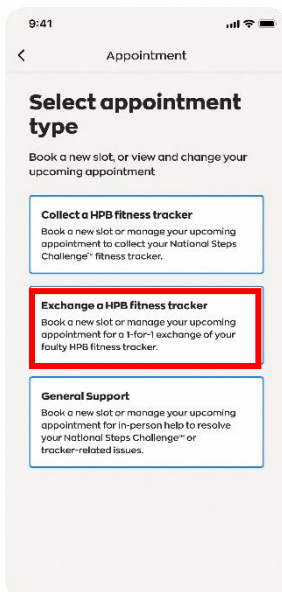 9:41
Appointment
Select appointment
type
Book a new slot, or view and change your
upcoming appointment
Collect a HPB fitness tracker
Book a new slot or manage your upcoming
appointment to collect your National Steps
Challenge™ fitness tracker.
Exchange a HPB fitness tracker
Book a new slot or manage your upcoming
appointment for a 1-for-1 exchange of your
faulty HPB fitness tracker.
General Support
Book a new slot or manage your upcoming
appointment for in-person help to resolve
your National Steps Challenge™ or
tracker-related issues.